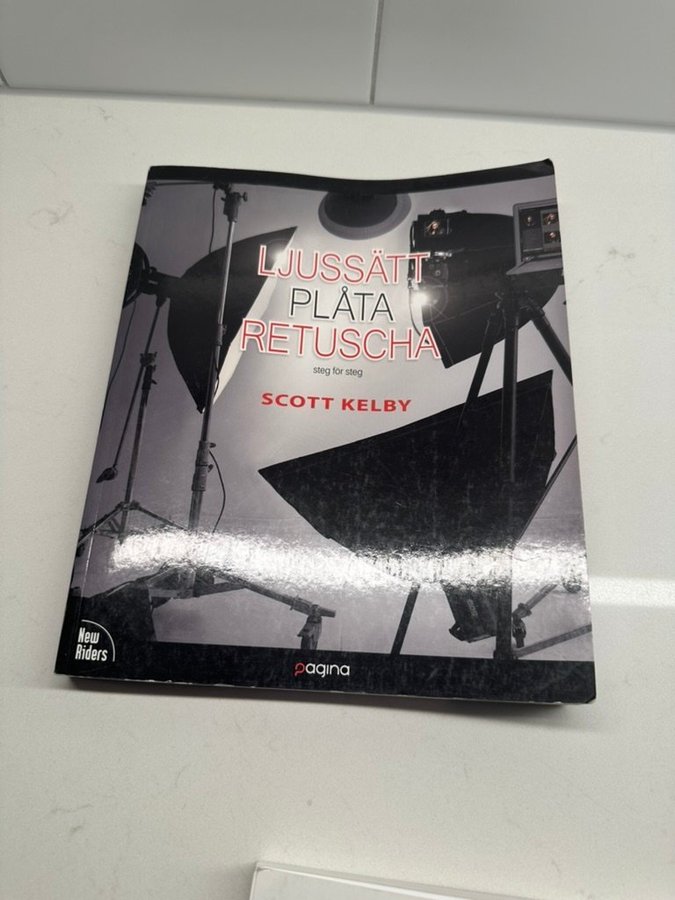 LJUSSÄTT
PLÅTA
RETUSCHA
steg för steg
SCOTT KELBY
New
Riders
pagina